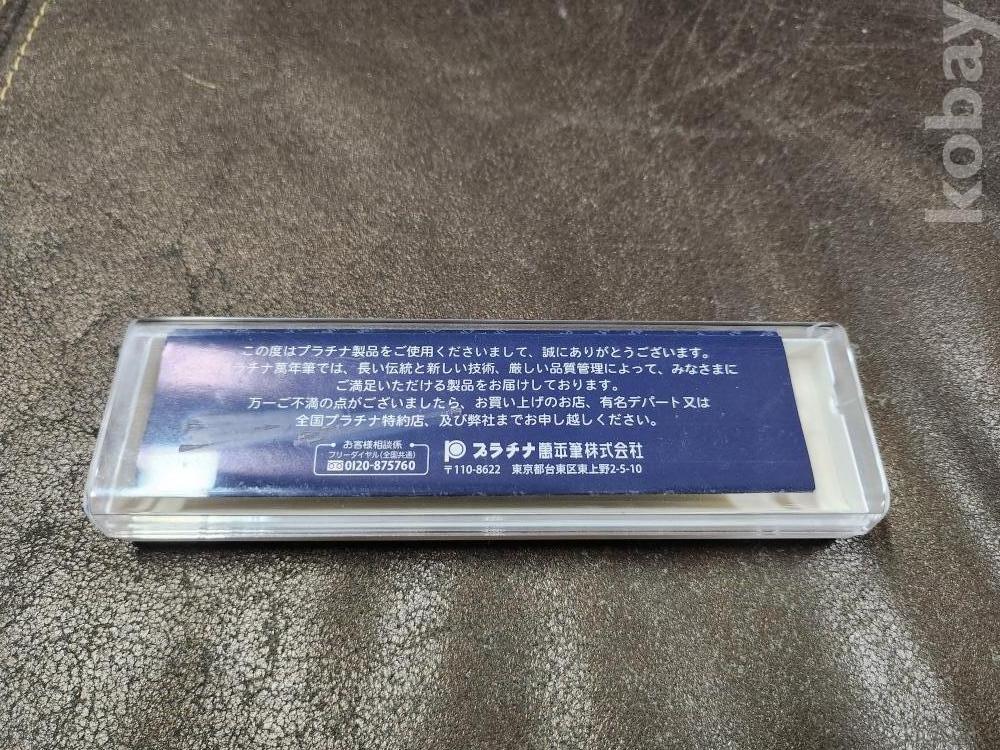 この度はプラチナ製品をご使用くださいまして、誠にありがとうございます。
ラチナ萬年筆では、長い伝統と新しい技術、厳しい品質管理によって、みなさまに
ご満足いただける製品をお届けしております。
万一ご不満の点がございましたら、お買い上げのお店、有名デパート又は
全国プラチナ特約店、及び弊社までお申し越しください。
お客様相談係
フリーダイヤル(全国共通)
0120-875760
プラチナ萬年筆株式会社
〒110-8622 東京都台東区東上野2-5-10
kobay